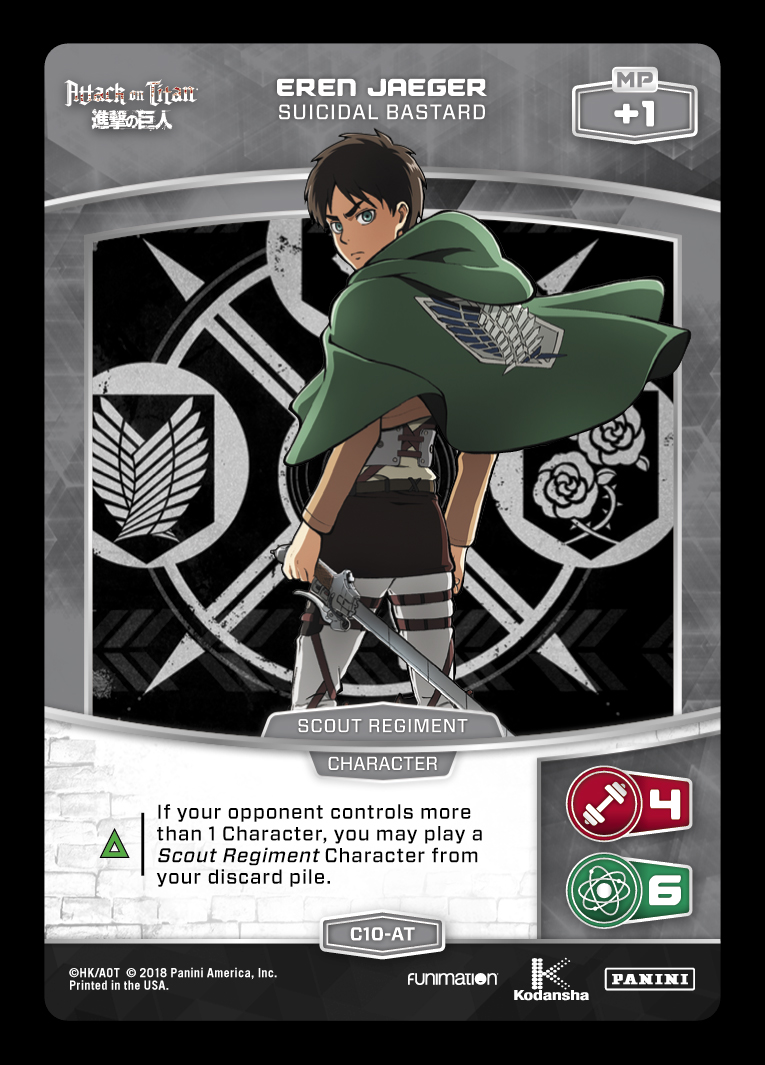 Attack on Titan
進撃の巨人
EREN JAEGER
SUICIDAL BASTARD
MP
+1
SCOUT REGIMENT
CHARACTER
If your opponent controls more
than 1 Character, you may play a
Scout Regiment Character from
your discard pile.
4
6
C10-AT
©HK/AOT © 2018 Panini America, Inc.
Printed in the USA.
FUNIMATION
Kodansha
PANINI